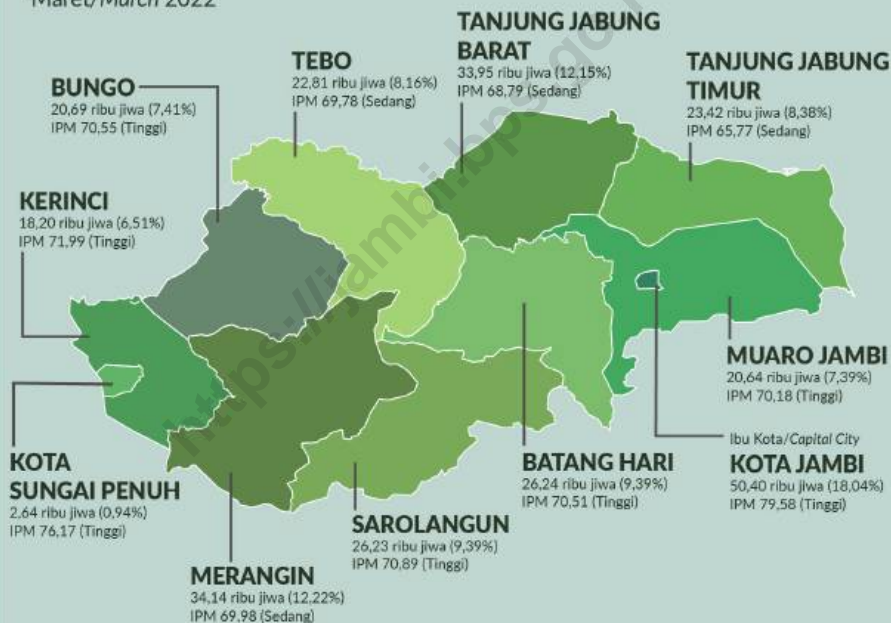 Maret/March 2022
TANJUNG JABUNG
BARAT
33,95 ribu jiwa (12,15%)
IPM 68,79 (Sedang)
TEBO
22,81 ribu jiwa (8,16%)
IPM 69,78 (Sedang)
TANJUNG JABUNG
TIMUR
23,42 ribu jiwa (8,38%)
IPM 65,77 (Sedang)
BUNGO
20,69 ribu jiwa (7,41%)
IPM 70,55 (Tinggi)
KERINCI
18,20 ribu jiwa (6,51%)
IPM 71,99 (Tinggi)
MUARO JAMBI
20,64 ribu jiwa (7,39%)
IPM 70,18 (Tinggi)
Ibu Kota/Capital City
KOTA JAMBI
50,40 ribu jiwa (18,04%)
IPM 79,58 (Tinggi)
KOTA
SUNGAI PENUH
2,64 ribu jiwa (0,94%)
IPM 76,17 (Tinggi)
BATANG HARI
26,24 ribu jiwa (9,39%)
IPM 70,51 (Tinggi)
SAROLANGUN
26,23 ribu jiwa (9,39%)
IPM 70,89 (Tinggi)
MERANGIN
34,14 ribu jiwa (12,22%)
IPM 69,98 (Sedang)
https://jambi.bps.go.